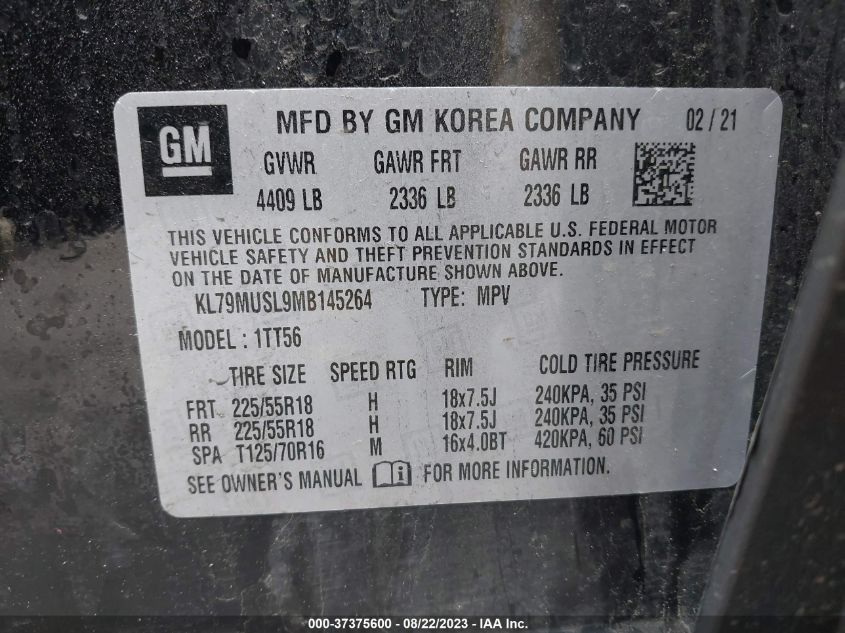 GM MFD BY GM KOREA COMPANY 02/21
GVWR GAWR FRT GAWR RR
4409 LB 2336 LB 2336 LB
THIS VEHICLE CONFORMS TO ALL APPLICABLE U.S. FEDERAL MOTOR
VEHICLE SAFETY AND THEFT PREVENTION STANDARDS IN EFFECT
ON THE DATE OF MANUFACTURE SHOWN ABOVE.
KL79MUSL9MB145264 TYPE: MPV
MODEL : 1TT56
TIRE SIZE SPEED RTG RIM COLD TIRE PRESSURE
FRT 225/55R18 H 18x7.5J 240KPA, 35 PSI
RR 225/55R18 H 18x7.5J 240KPA, 35 PSI
SPA T125/70R16 M 16x4.0BT 420KPA, 60 PSI
SEE OWNER'S MANUAL FOR MORE INFORMATION.
000-37375600 - 08/22/2023 - IAA Inc.